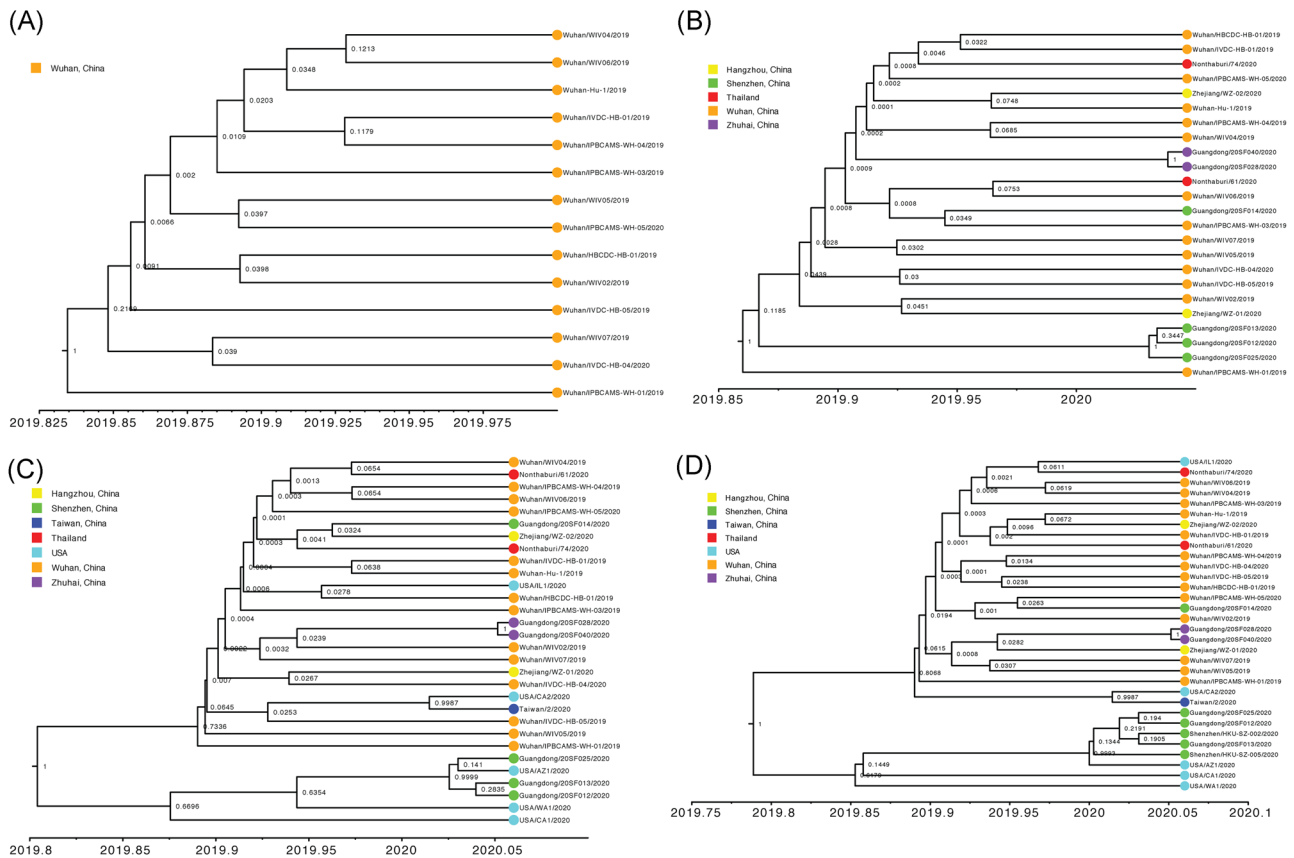 (A)
Wuhan, China
Wuhan/WIV04/2019
0.1213
Wuhan/WIV06/2019
0.0348
Wuhan-Hu-1/2019
0.0203
Wuhan/IVDC-HB-01/2019
0.1179
0.0109
Wuhan/IPBCAMS-WH-04/2019
Wuhan/IPBCAMS-WH-03/2019
0.002
Wuhan/WIV05/2019
0.0397
0.0066
Wuhan/IPBCAMS-WH-05/2020
Wuhan/HBCDC-HB-01/2019
0.0091
0.0398
Wuhan/WIV02/2019
Wuhan/IVDC-HB-05/2019
Wuhan/WIV07/2019
1
0.039
Wuhan/IVDC-HB-04/2020
Wuhan/IPBCAMS-WH-01/2019
2019.825 2019.85 2019.875 2019.9 2019.925 2019.95 2019.975
(B)
Hangzhou, China
Shenzhen, China
Thailand
Wuhan, China
Zhuhai, China
Wuhan/HBCDC-HB-01/2019
0.0322
Wuhan/IVDC-HB-01/2019
0.0046
Nonthaburi/74/2020
0.0008
Wuhan/IPBCAMS-WH-05/2020
0.0002
Zhejiang/WZ-02/2020
0.0748
Wuhan-Hu-1/2019
0.0001
Wuhan/IPBCAMS-WH-04/2019
0.0685
0.0002
Wuhan/WIV04/2019
Guangdong/20SF040/2020
1
Guangdong/20SF028/2020
0.0009
Nonthaburi/61/2020
0.0753
Wuhan/WIV06/2019
0.0008
0.0008
Guangdong/20SF014/2020
0.0349
Wuhan/IPBCAMS-WH-03/2019
Wuhan/WIV07/2019
0.0028
0.0302
Wuhan/WIV05/2019
Wuhan/IVDC-HB-04/2020
0.0439
0.03
Wuhan/IVDC-HB-05/2019
Wuhan/WIV02/2019
0.0451
0.1185
Zhejiang/WZ-01/2020
Guangdong/20SF013/2020
0.3447
Guangdong/20SF012/2020
1
1
Guangdong/20SF025/2020
Wuhan/IPBCAMS-WH-01/2019
2019.85 2019.9 2019.95 2020
(C)
Hangzhou, China
Shenzhen, China
Taiwan, China
Thailand
USA
Wuhan, China
Zhuhai, China
Wuhan/WIV04/2019
0.0654
Nonthaburi/61/2020
0.0013
Wuhan/IPBCAMS-WH-04/2020
0.0654
0.0003
Wuhan/WIV06/2019
Wuhan/IPBCAMS-WH-05/2020
0.0001
Guangdong/20SF014/2020
0.0324
Zhejiang/WZ-02/2020
0.0003
0.0041
Nonthaburi/74/2020
Wuhan/IVDC-HB-01/2019
0.0638
Wuhan-Hu-1/2019
USA/IL1/2020
0.0006
0.0278
Wuhan/HBCDC-HB-01/2019
Wuhan/IPBCAMS-WH-03/2019
0.0004
Guangdong/20SF028/2020
1
Guangdong/20SF040/2020
0.0239
Wuhan/WIV02/2019
0.0032
Wuhan/WIV07/2019
Zhejiang/WZ-01/2020
0.007
0.0267
Wuhan/IVDC-HB-04/2020
USA/CA2/2020
0.9987
Taiwan/2/2020
0.0645
0.0253
Wuhan/IVDC-HB-05/2019
0.7336
Wuhan/WIV05/2019
Wuhan/IPBCAMS-WH-01/2019
Guangdong/20SF025/2020
0.141
1
USA/AZ1/2020
0.9999
Guangdong/20SF013/2020
0.2835
0.6354
Guangdong/20SF012/2020
0.6696
USA/WA1/2020
USA/CA1/2020
2019.8 2019.85 2019.9 2019.95 2020 2020.05
(D)
Hangzhou, China
Shenzhen, China
Taiwan, China
Thailand
USA
Wuhan, China
Zhuhai, China
USA/IL1/2020
0.0611
Nonthaburi/74/2020
0.0021
Wuhan/WIV06/2019
0.0619
0.0006
Wuhan/WIV04/2019
Wuhan/IPBCAMS-WH-03/2019
0.0003
Wuhan-Hu-1/2019
0.0672
Zhejiang/WZ-02/2020
0.0096
Wuhan/IVDC-HB-01/2019
0.002
0.0001
Nonthaburi/61/2020
Wuhan/IPBCAMS-WH-04/2019
0.0134
Wuhan/IVDC-HB-04/2020
0.0001
0.0003
Wuhan/IVDC-HB-05/2019
0.0238
Wuhan/HBCDC-HB-01/2019
Wuhan/IPBCAMS-WH-05/2020
0.0263
Guangdong/20SF014/2020
0.001
0.0194
Wuhan/WIV02/2019
Guangdong/20SF028/2020
1
Guangdong/20SF040/2020
0.0282
0.0615
Zhejiang/WZ-01/2020
0.0008
Wuhan/WIV07/2019
0.0307
Wuhan/WIV05/2019
0.8068
Wuhan/IPBCAMS-WH-01/2019
USA/CA2/2020
0.9987
Taiwan/2/2020
Guangdong/20SF025/2020
0.194
Guangdong/20SF012/2020
1
0.2191
Shenzhen/HKU-SZ-002/2020
0.1905
0.1344
Guangdong/20SF013/2020
Shenzhen/HKU-SZ-005/2020
0.1449
USA/AZ1/2020
USA/CA1/2020
USA/WA1/2020
2019.75 2019.8 2019.85 2019.9 2019.95 2020 2020.05 2020.1